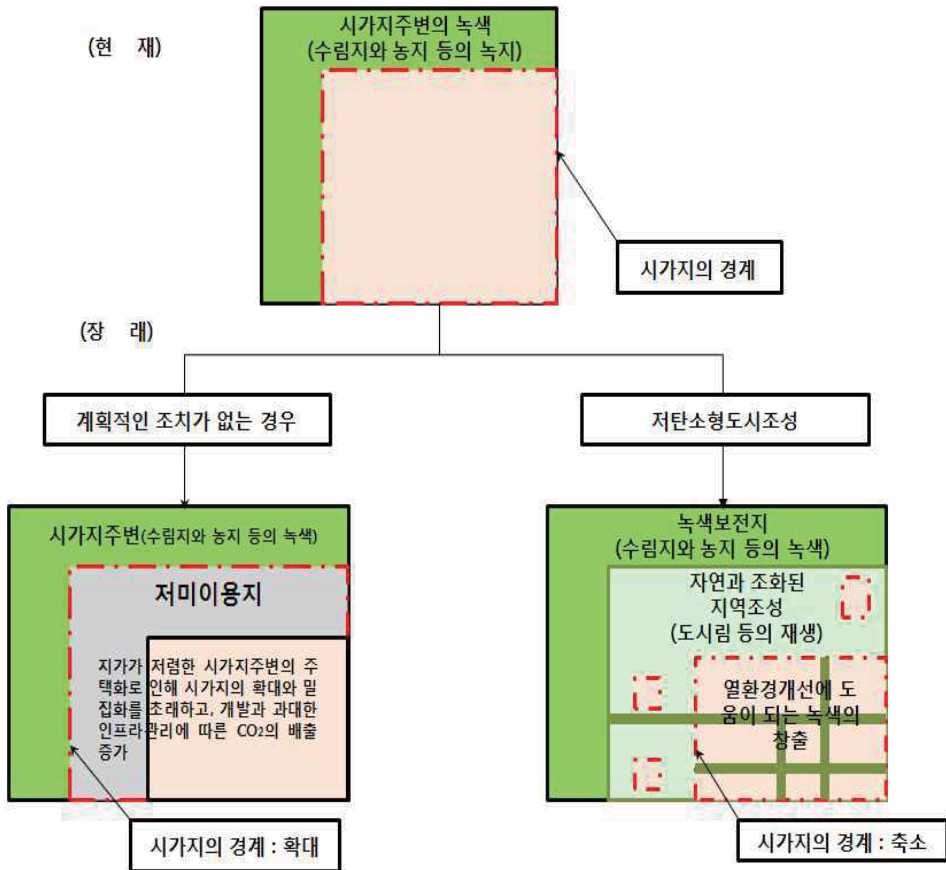 (현 재)
시가지주변의 녹색
(수림지와 농지 등의 녹지)
시가지의 경계
(장 래)
계획적인 조치가 없는 경우
저탄소형도시조성
시가지주변(수림지와 농지 등의 녹색)
저미이용지
지가가 저렴한 시가지주변의 주
택화로 인해 시가지의 확대와 밀
집화를 초래하고, 개발과 과대한
인프라관리에 따른 CO₂의 배출
증가
시가지의 경계 : 확대
녹색보전지
(수림지와 농지 등의 녹색)
자연과 조화된
지역조성
(도시림 등의 재생)
열환경개선에 도
움이 되는 녹색의
창출
시가지의 경계 : 축소